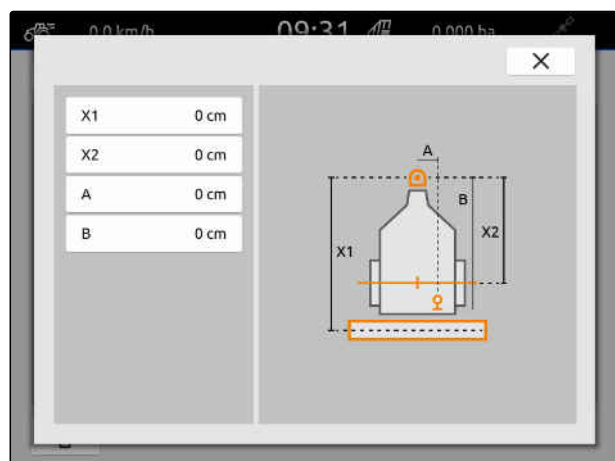 0.0 km/h 09:31 0.000 ha
X1 0 cm
X2 0 cm
A 0 cm
B 0 cm
A
B
X2
X1